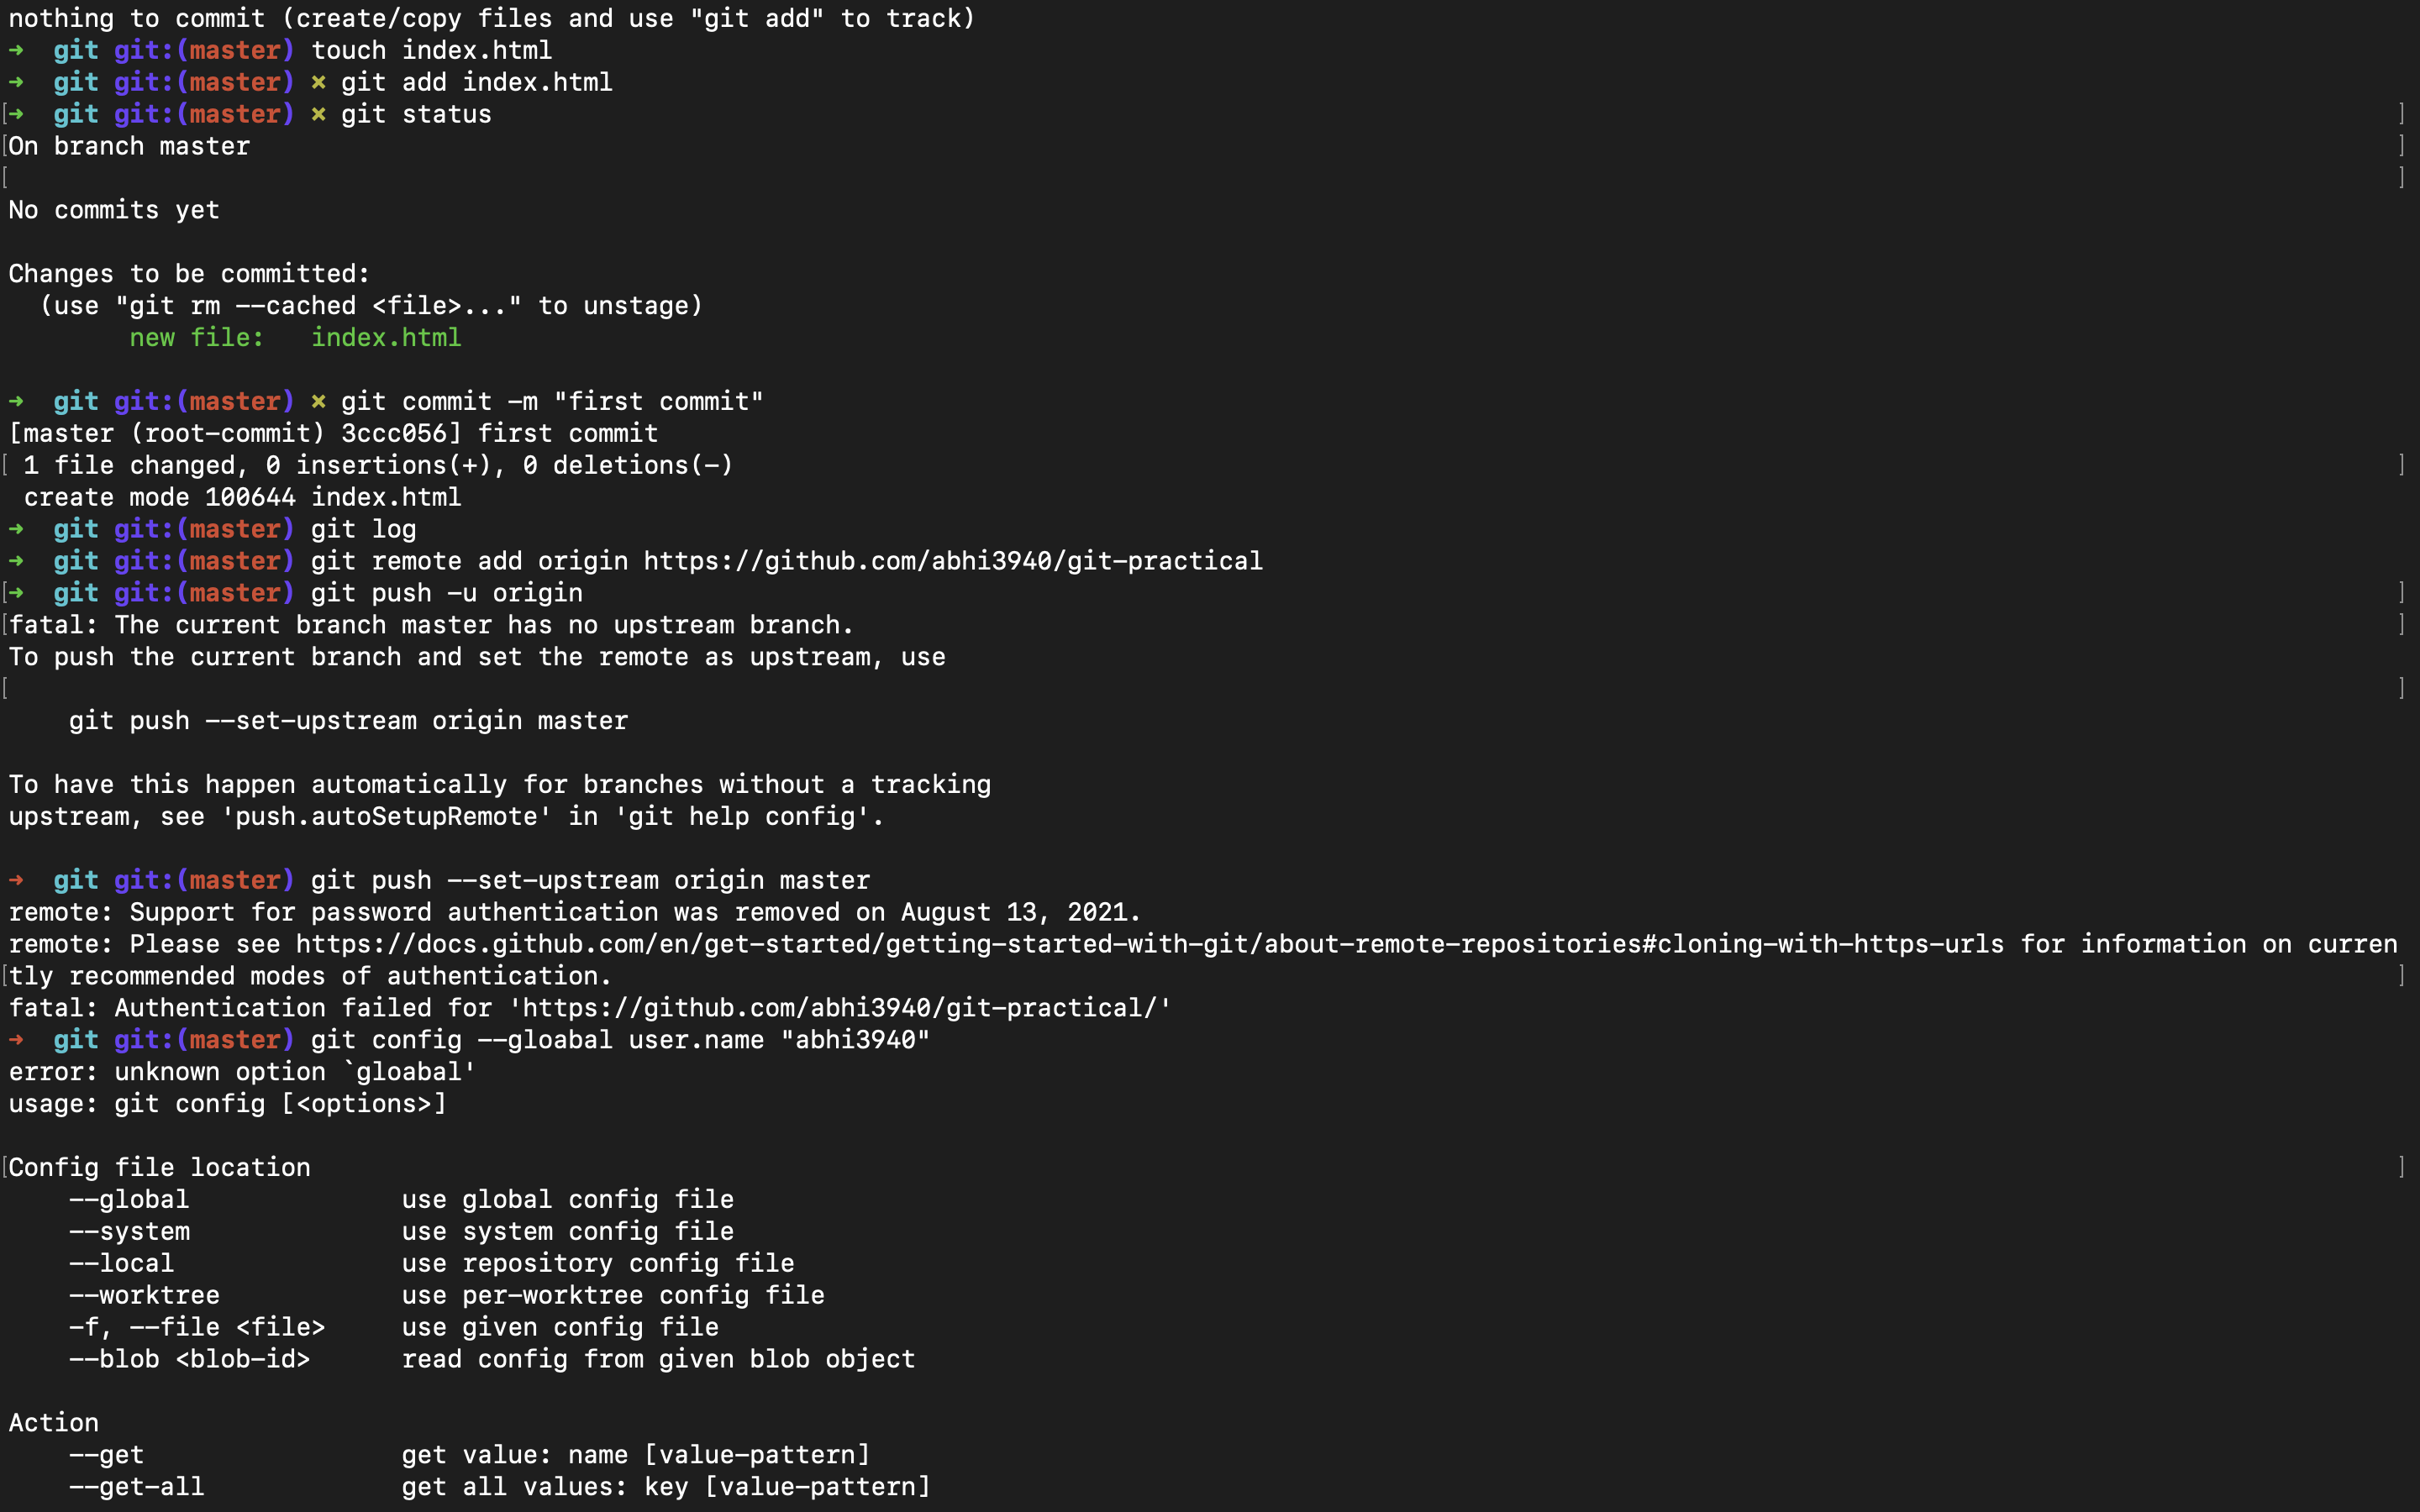 nothing to commit (create/copy files and use "git add" to track)
➜  git git:(master) touch index.html
➜  git git:(master) ✗ git add index.html
[➜  git git:(master) ✗ git status ]
[On branch master ]
[ ]
No commits yet
Changes to be committed:
  (use "git rm --cached <file>..." to unstage)
        new file:   index.html
➜  git git:(master) ✗ git commit -m "first commit"
[master (root-commit) 3ccc056] first commit
[ 1 file changed, 0 insertions(+), 0 deletions(-) ]
 create mode 100644 index.html
➜  git git:(master) git log
➜  git git:(master) git remote add origin https://github.com/abhi3940/git-practical
[➜  git git:(master) git push -u origin ]
[fatal: The current branch master has no upstream branch. ]
To push the current branch and set the remote as upstream, use
[ ]
    git push --set-upstream origin master
To have this happen automatically for branches without a tracking
upstream, see 'push.autoSetupRemote' in 'git help config'.
➜  git git:(master) git push --set-upstream origin master
remote: Support for password authentication was removed on August 13, 2021.
remote: Please see https://docs.github.com/en/get-started/getting-started-with-git/about-remote-repositories#cloning-with-https-urls for information on curren
[tly recommended modes of authentication. ]
fatal: Authentication failed for 'https://github.com/abhi3940/git-practical/'
➜  git git:(master) git config --gloabal user.name "abhi3940"
error: unknown option `gloabal'
usage: git config [<options>]
[Config file location ]
    --global              use global config file
    --system              use system config file
    --local               use repository config file
    --worktree            use per-worktree config file
    -f, --file <file>     use given config file
    --blob <blob-id>      read config from given blob object
Action
    --get                 get value: name [value-pattern]
    --get-all             get all values: key [value-pattern]